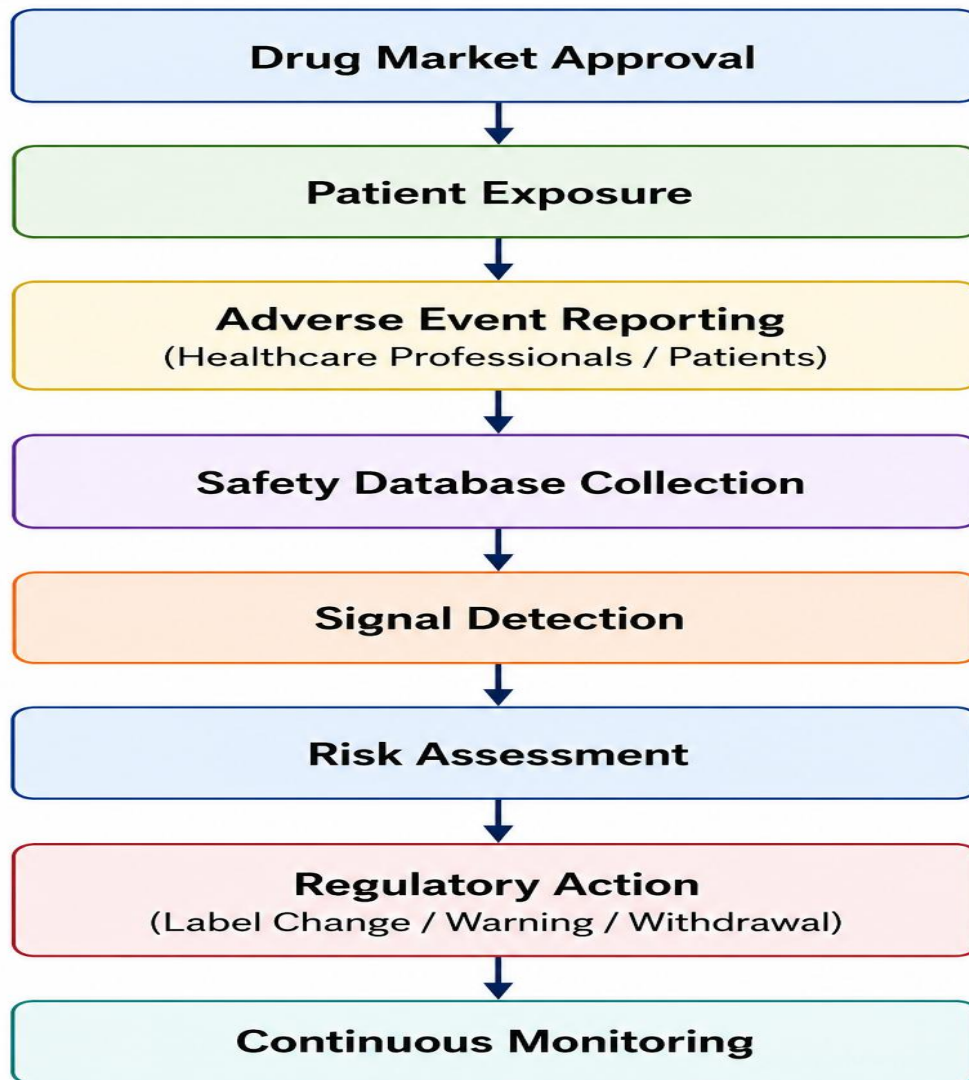 Drug Market Approval
Patient Exposure
Adverse Event Reporting
(Healthcare Professionals / Patients)
Safety Database Collection
Signal Detection
Risk Assessment
Regulatory Action
(Label Change / Warning / Withdrawal)
Continuous Monitoring